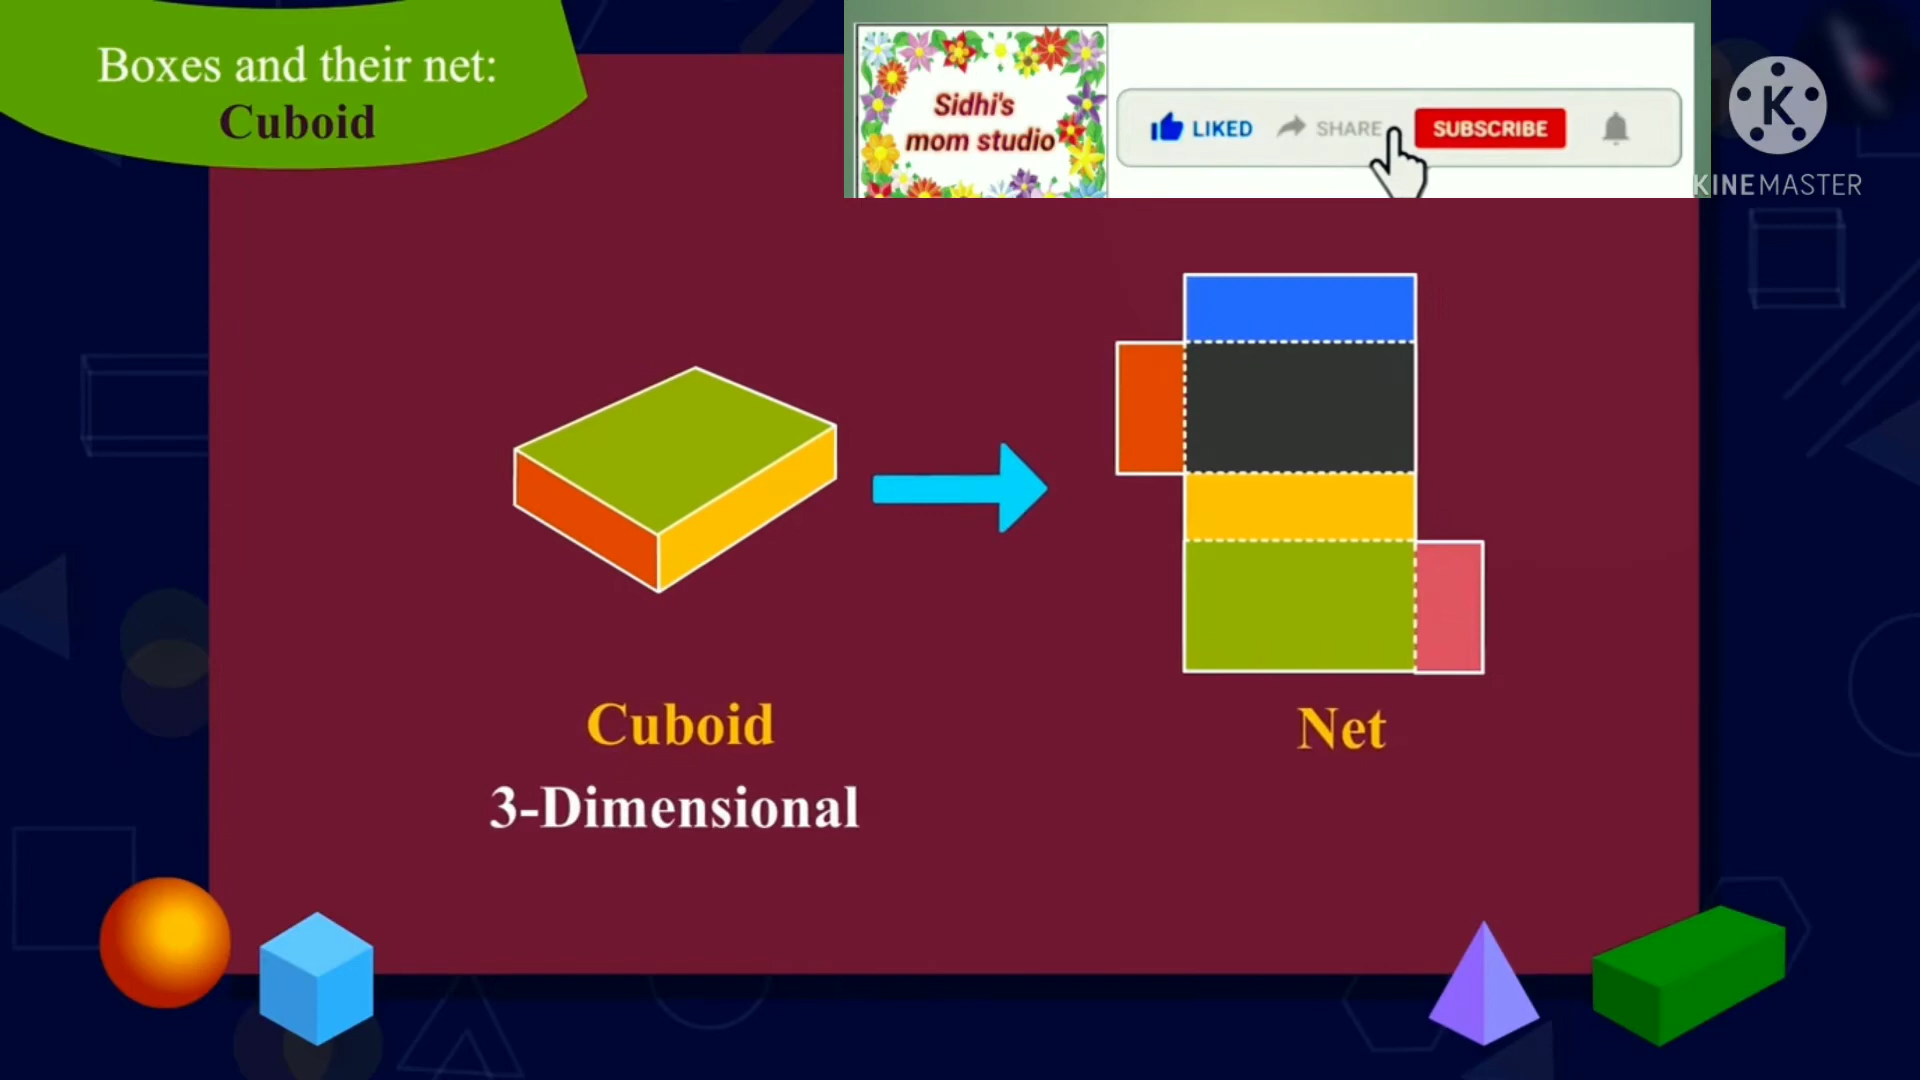 Boxes and their net:
Cuboid
Sidhi's
mom studio
LIKED SHARE SUBSCRIBE
K
KINEMASTER
Cuboid
Net
3-Dimensional